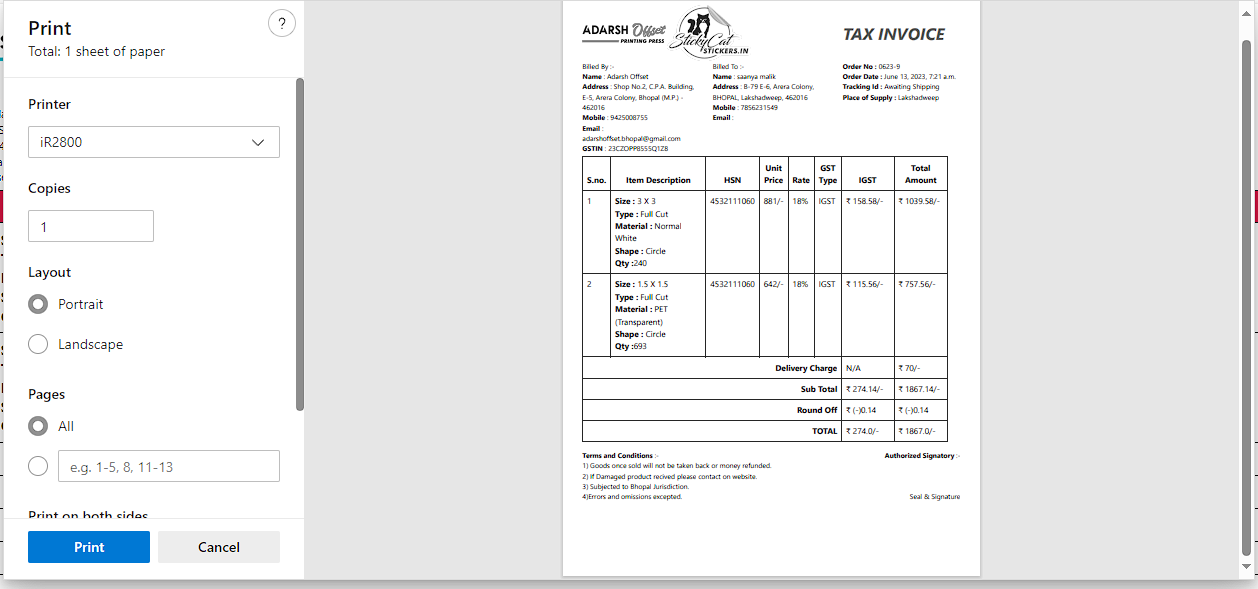 Print
?
Total: 1 sheet of paper
Printer
iR2800
Copies
1
Layout
Portrait
Landscape
Pages
All
e.g. 1-5, 8, 11-13
Print on both sides
Print
Cancel
ADARSH Offset
PRINTING PRESS
StickyCat
STICKERS.IN
TAX INVOICE
Billed By :-
Name : Adarsh Offset
Address : Shop No.2, C.P.A. Building,
E-5, Arera Colony, Bhopal (M.P.) -
462016
Mobile : 9425008755
Email :
adarshoffset.bhopal@gmail.com
GSTIN : 23CZOPP8555Q1Z8
Billed To :-
Name : saanya malik
Address : B-79 E-6, Arera Colony,
BHOPAL, Lakshadweep, 462016
Mobile : 7856231549
Email :
Order No : 0623-9
Order Date : June 13, 2023, 7:21 a.m.
Tracking Id : Awaiting Shipping
Place of Supply : Lakshadweep
S.no. Item Description HSN Unit Price Rate GST Type IGST Total Amount
1 Size : 3 X 3 4532111060 881/- 18% IGST ₹ 158.58/- ₹ 1039.58/-
Type : Full Cut
Material : Normal
White
Shape : Circle
Qty :240
2 Size : 1.5 X 1.5 4532111060 642/- 18% IGST ₹ 115.56/- ₹ 757.56/-
Type : Full Cut
Material : PET
(Transparent)
Shape : Circle
Qty :693
Delivery Charge N/A ₹ 70/-
Sub Total ₹ 274.14/- ₹ 1867.14/-
Round Off ₹ (-)0.14 ₹ (-)0.14
TOTAL ₹ 274.0/- ₹ 1867.0/-
Terms and Conditions :-
1) Goods once sold will not be taken back or money refunded.
2) If Damaged product recived please contact on website.
3) Subjected to Bhopal Jurisdiction.
4)Errors and omissions excepted.
Authorized Signatory :-
Seal & Signature